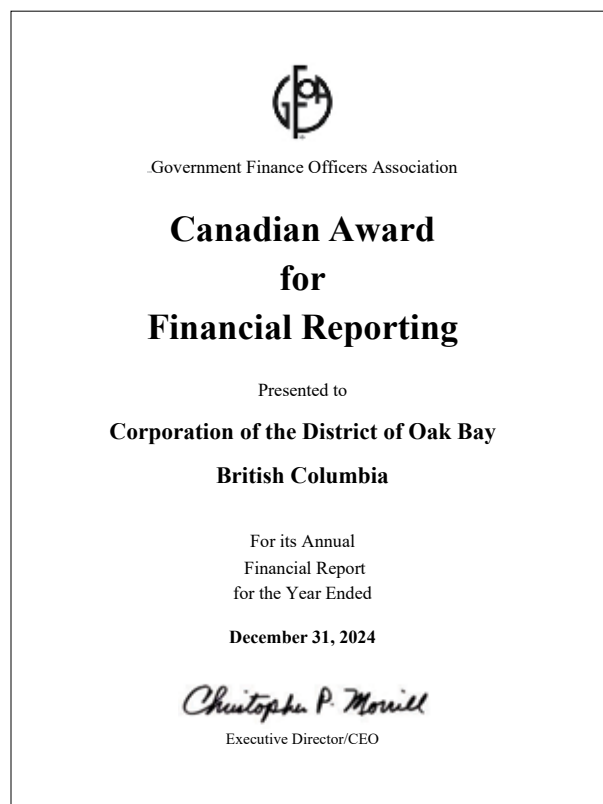 GFOA
Government Finance Officers Association
Canadian Award
for
Financial Reporting
Presented to
Corporation of the District of Oak Bay
British Columbia
For its Annual
Financial Report
for the Year Ended
December 31, 2024
Christopher P. Morrill
Executive Director/CEO